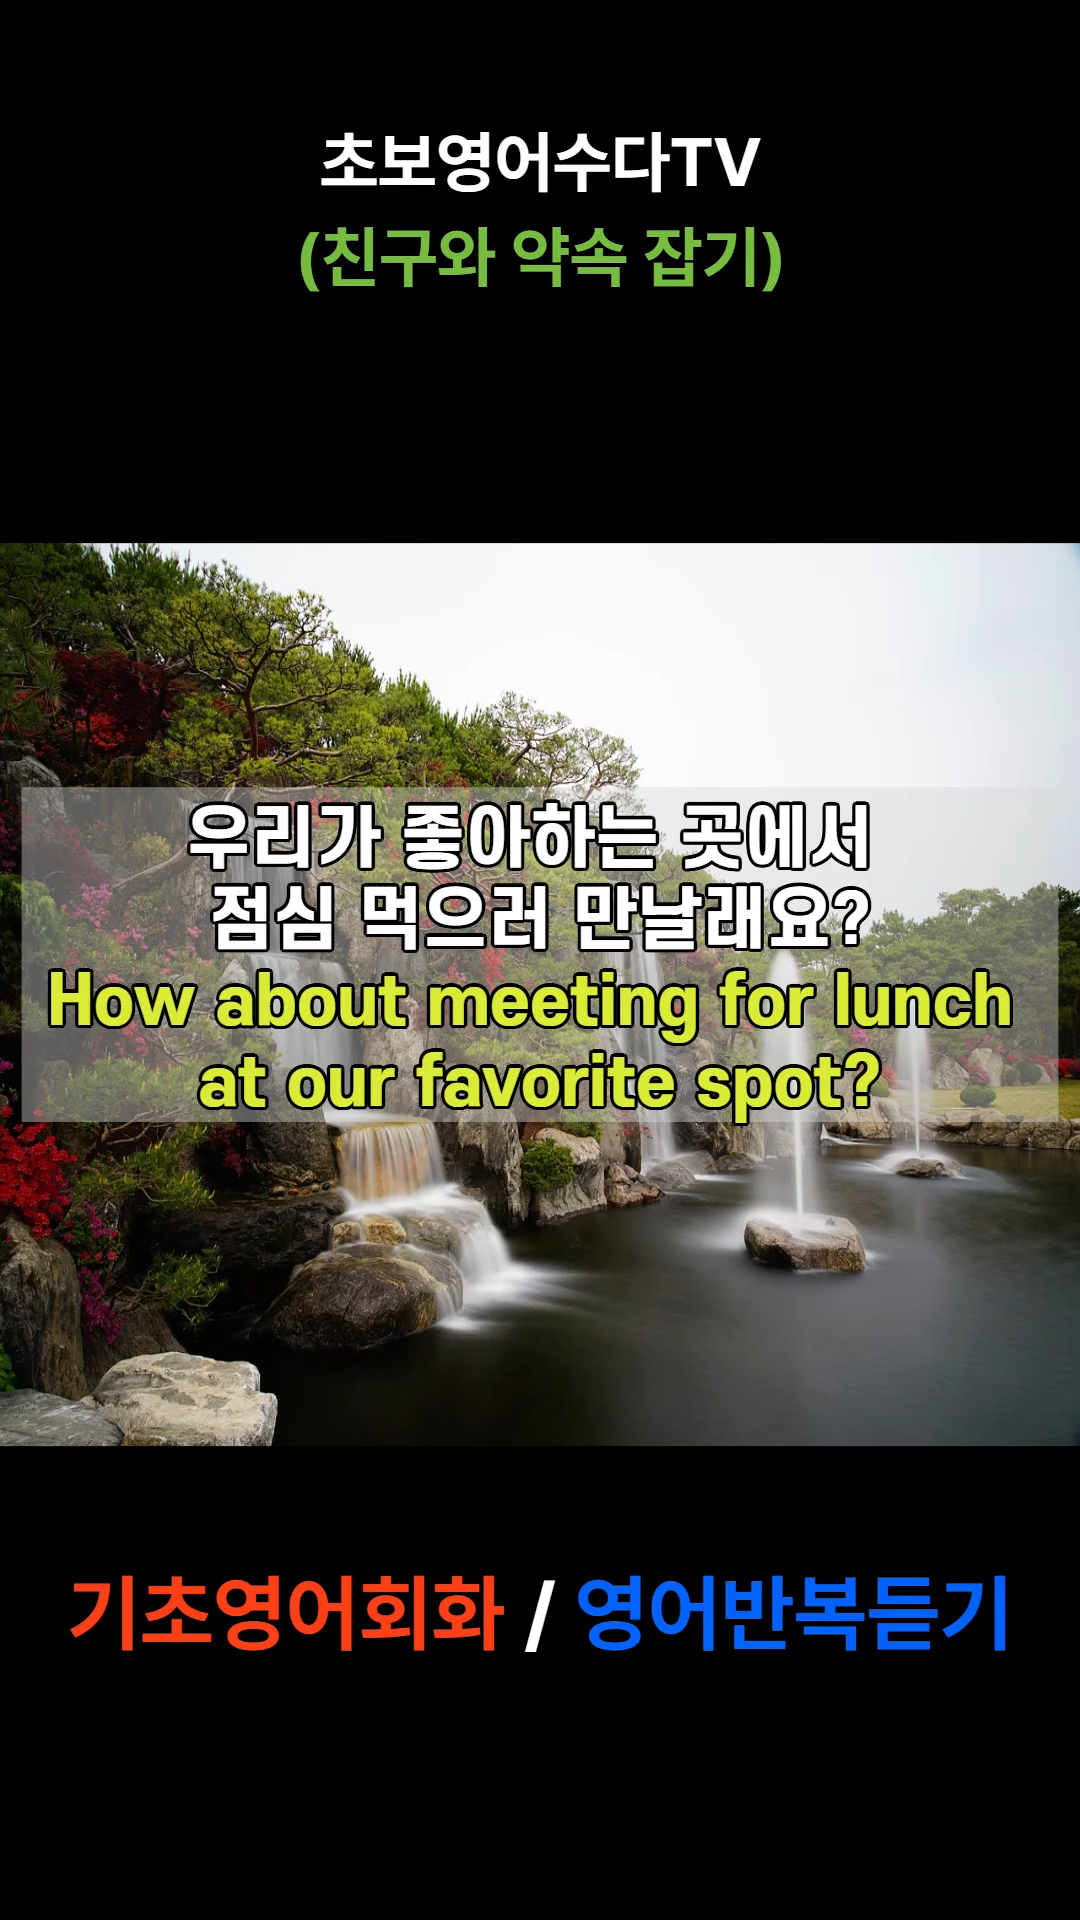 초보영어수다TV
(친구와 약속 잡기)
우리가 좋아하는 곳에서
점심 먹으러 만날래요?
How about meeting for lunch
at our favorite spot?
기초영어회화 / 영어반복듣기